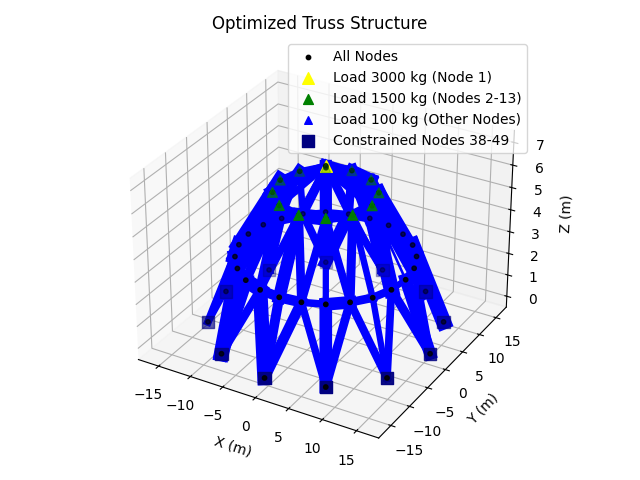 Optimized Truss Structure
All Nodes
Load 3000 kg (Node 1)
Load 1500 kg (Nodes 2-13)
Load 100 kg (Other Nodes)
Constrained Nodes 38-49
7
6
5
4
3
2
1
0
Z (m)
−15
−10
−5
0
5
10
15
X (m)
−15
−10
−5
0
5
10
15
Y (m)